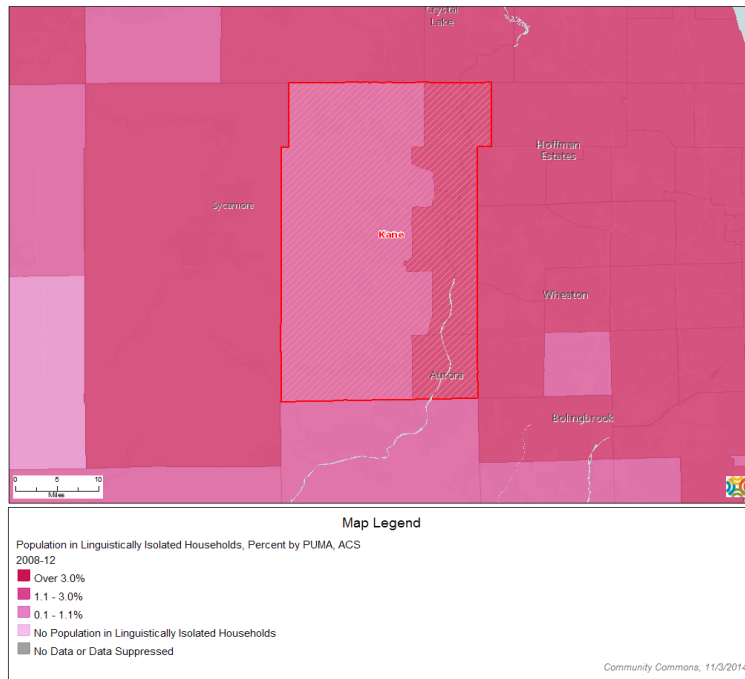 Crystal
Lake
Hoffman
Estates
Sycamore
Kane
Wheaton
Aurora
Bolingbrook
0 5 10
Miles
Map Legend
Population in Linguistically Isolated Households, Percent by PUMA, ACS
2008-12
Over 3.0%
1.1 - 3.0%
0.1 - 1.1%
No Population in Linguistically Isolated Households
No Data or Data Suppressed
Community Commons, 11/3/2014